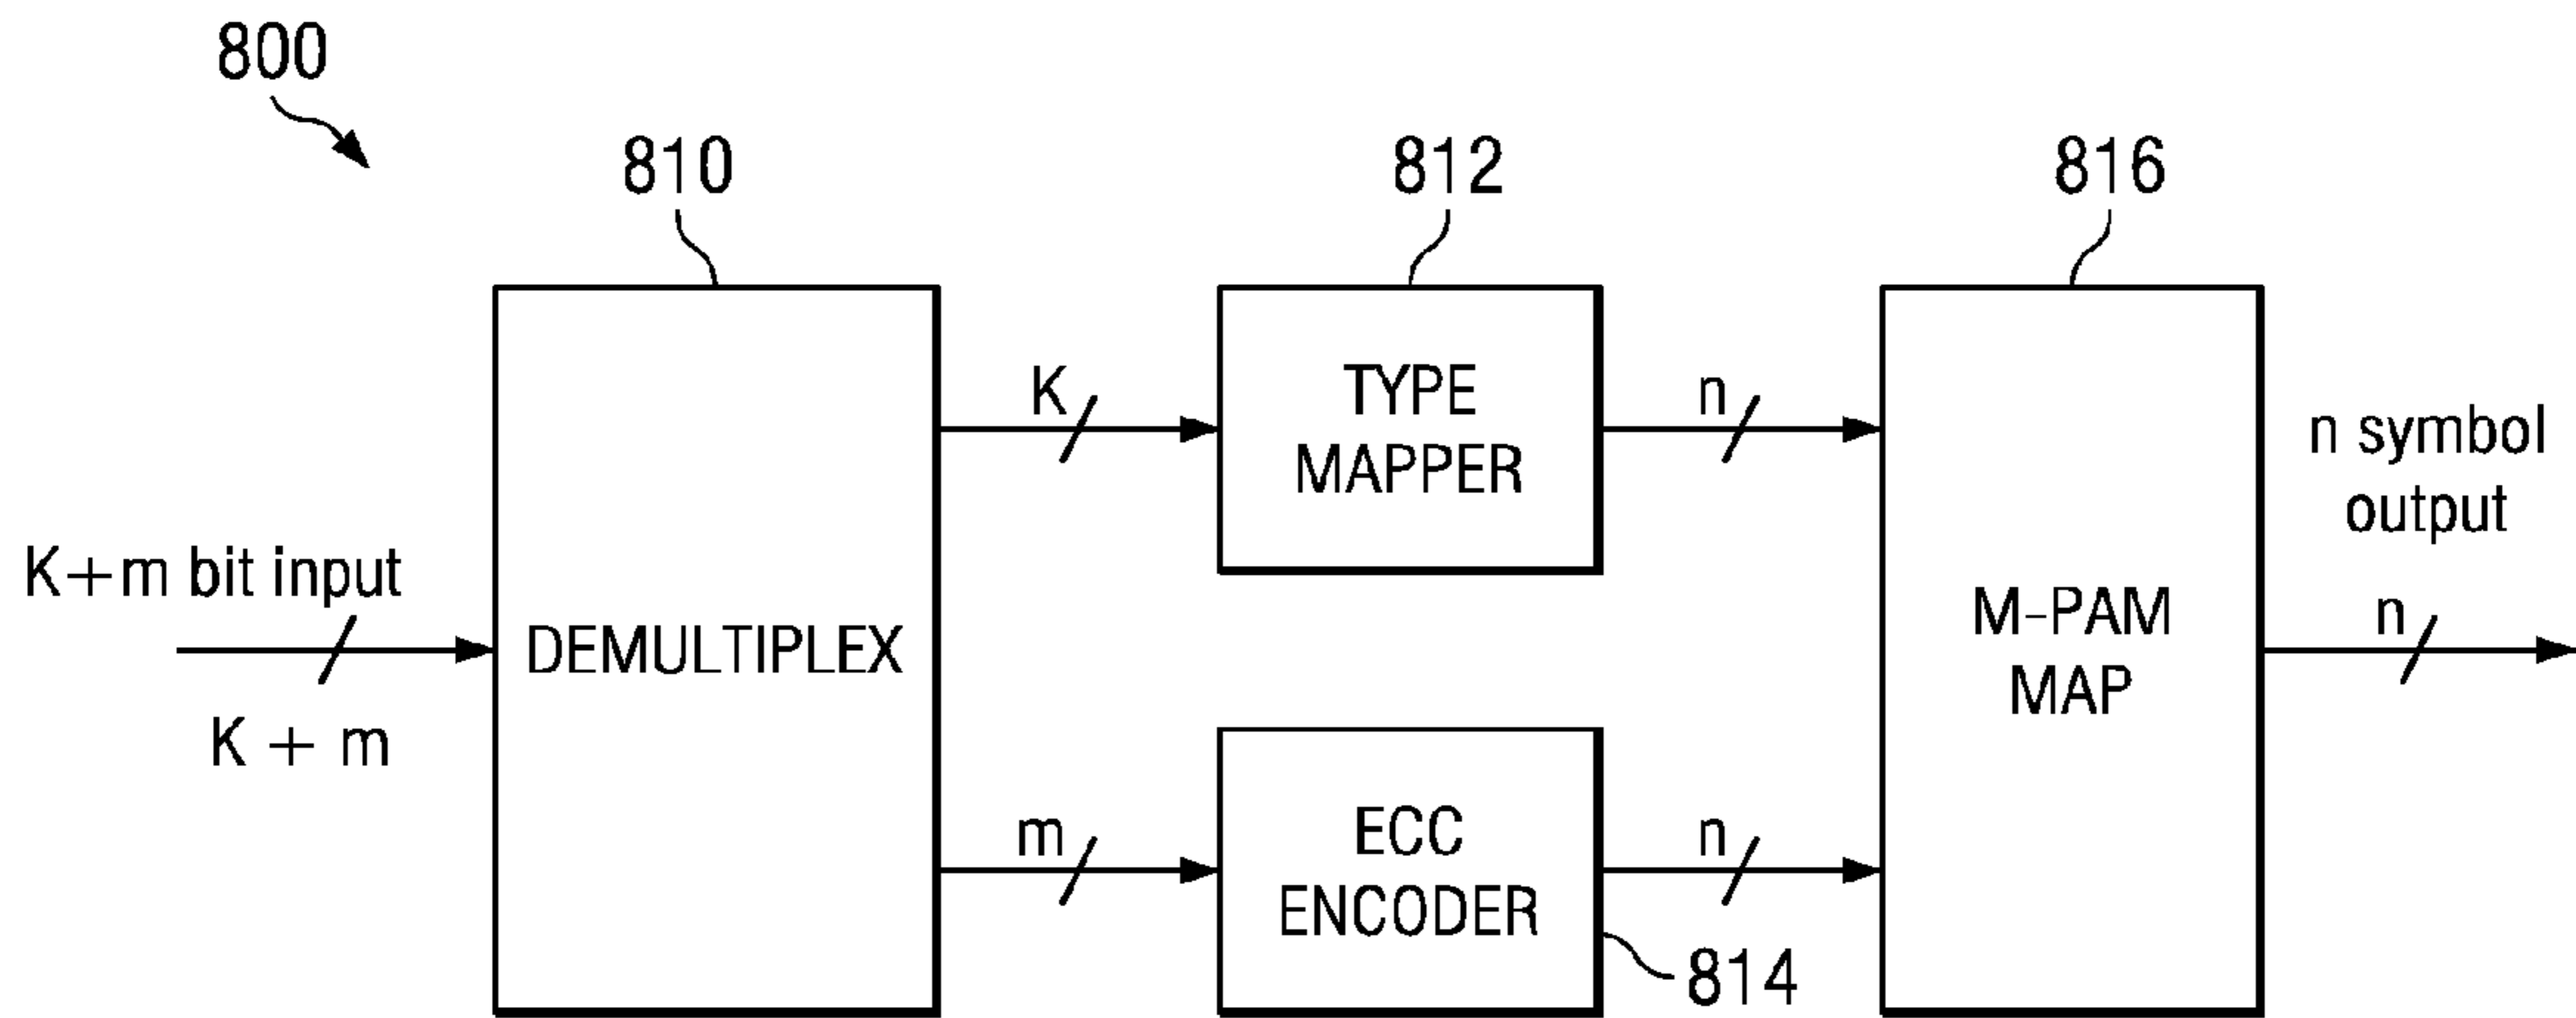 800
810
812
816
K
n
n symbol
output
TYPE
MAPPER
K+m bit input
K + m
DEMULTIPLEX
M-PAM
MAP
n
m
n
ECC
ENCODER
814